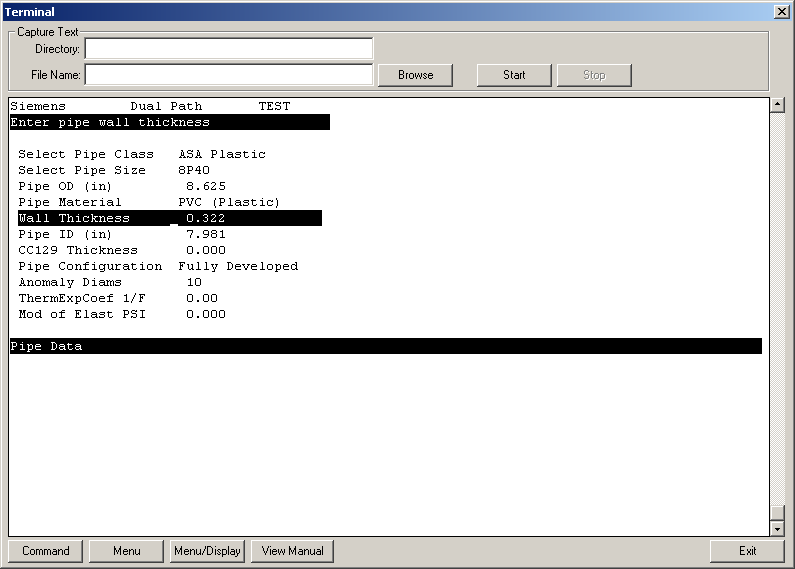 Terminal
Capture Text
Directory:
File Name: Browse Start Stop
Siemens Dual Path TEST
Enter pipe wall thickness
Select Pipe Class ASA Plastic
Select Pipe Size 8P40
Pipe OD (in) 8.625
Pipe Material PVC (Plastic)
Wall Thickness _ 0.322
Pipe ID (in) 7.981
CC129 Thickness 0.000
Pipe Configuration Fully Developed
Anomaly Diams 10
ThermExpCoef 1/F 0.00
Mod of Elast PSI 0.000
Pipe Data
Command Menu Menu/Display View Manual Exit